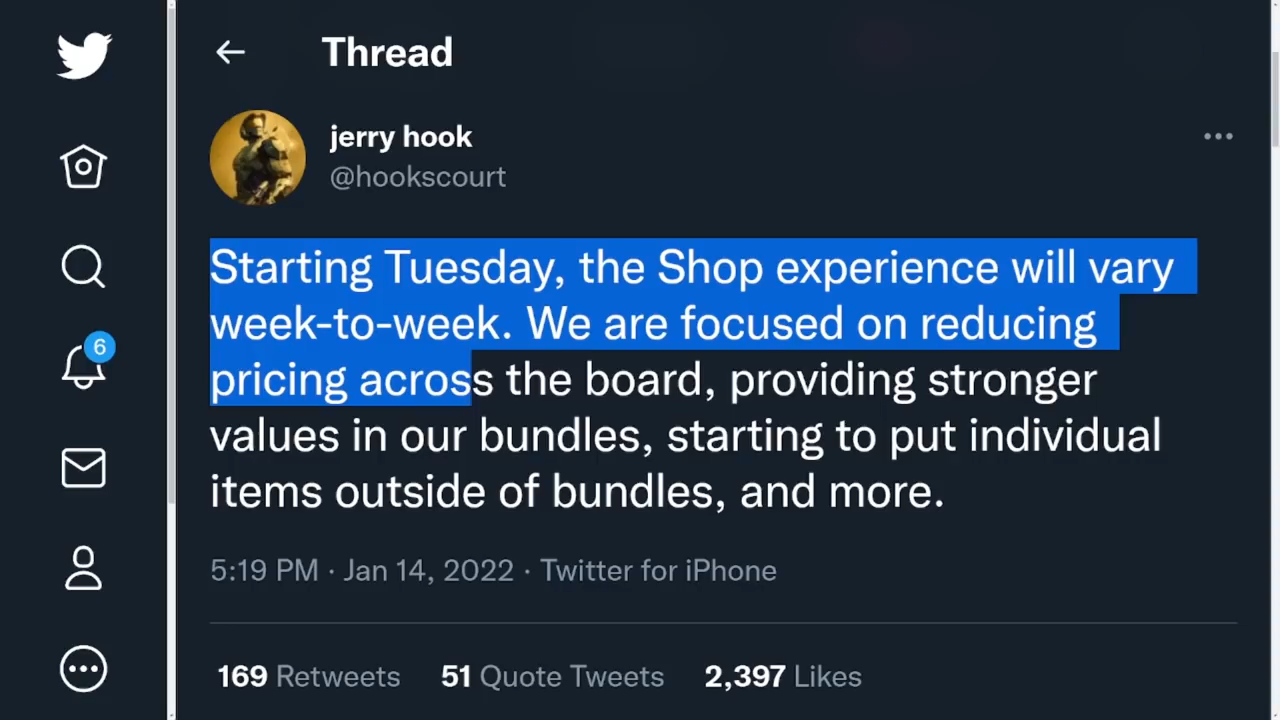 Thread
jerry hook
@hookscourt
Starting Tuesday, the Shop experience will vary
week-to-week. We are focused on reducing
pricing across the board, providing stronger
values in our bundles, starting to put individual
items outside of bundles, and more.
5:19 PM · Jan 14, 2022 · Twitter for iPhone
6
169 Retweets 51 Quote Tweets 2,397 Likes